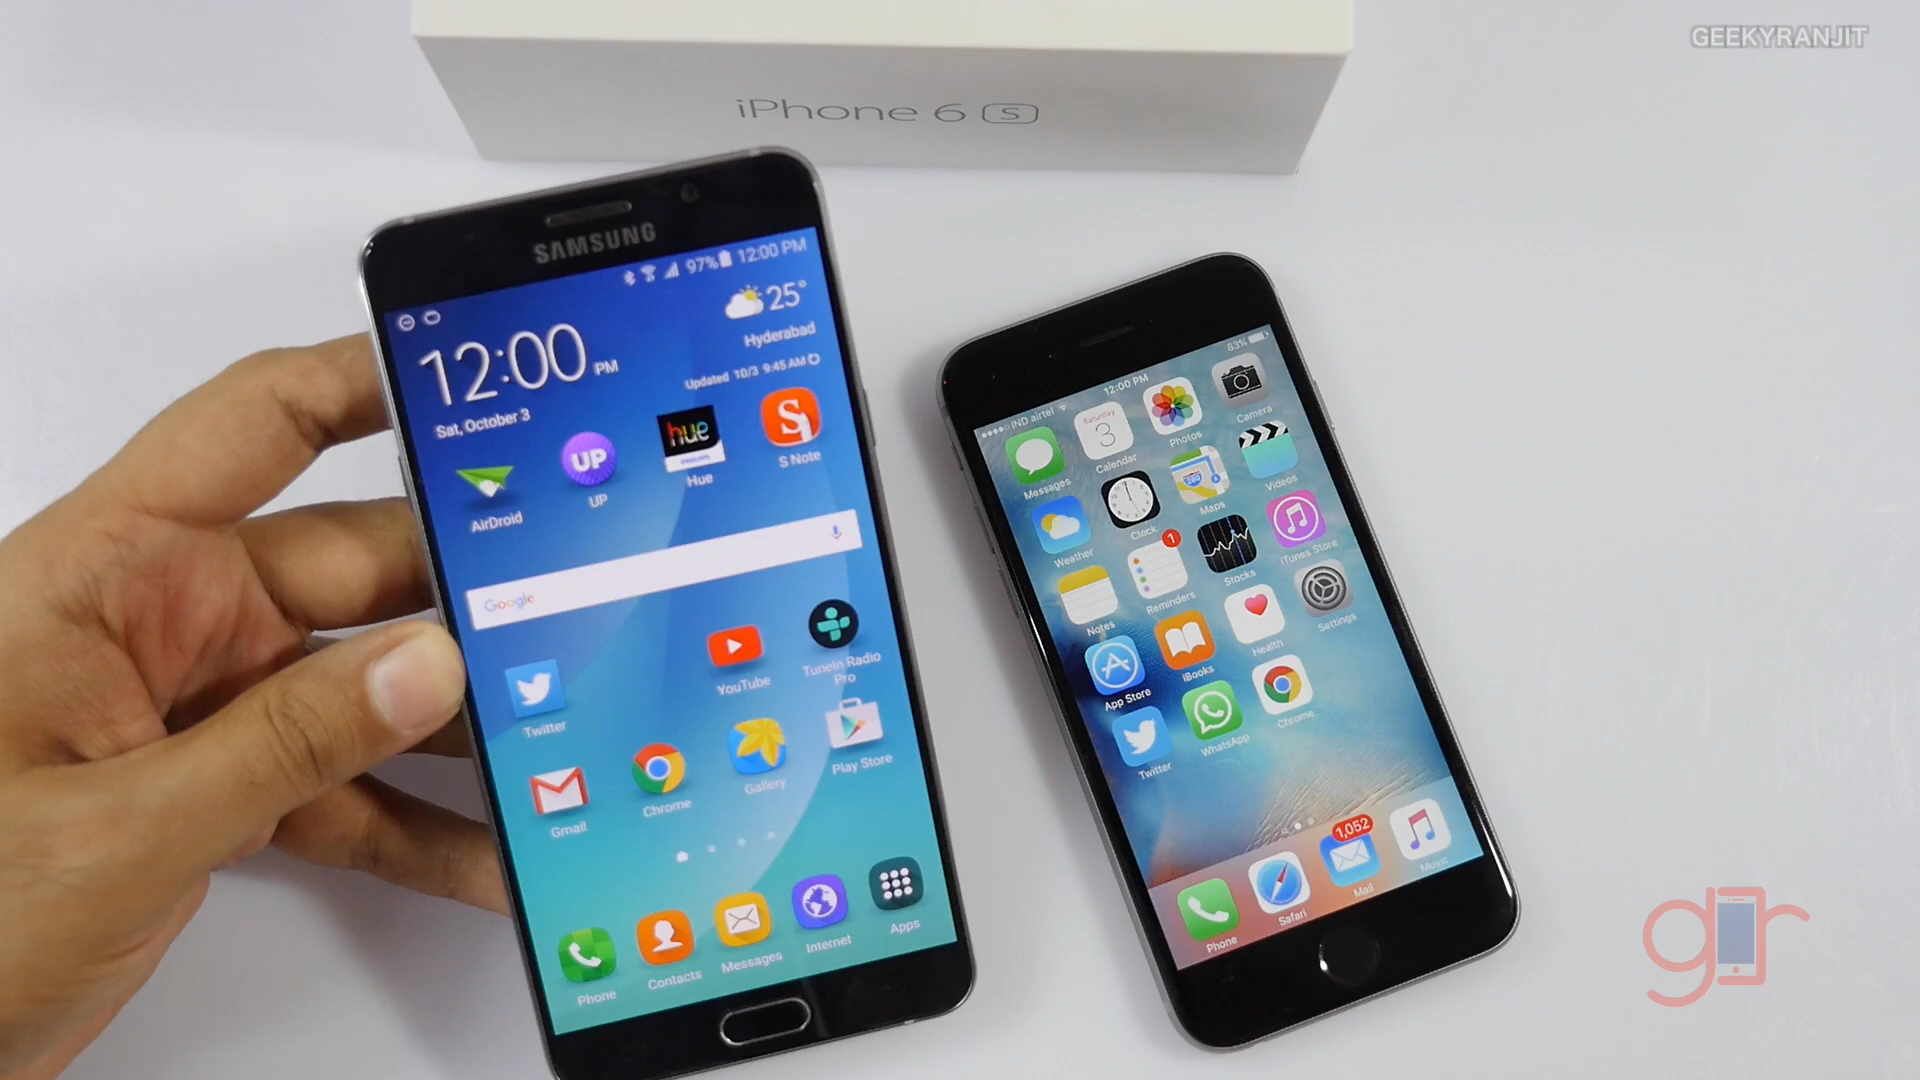 GEEKYRANJIT
iPhone 6 S
SAMSUNG
97% 12:00 PM
12:00 PM
25°
Hyderabad
Updated 10/3 9:45 AM
Sat, October 3
AirDroid
UP
UP
hue
Hue
S
S Note
Google
Twitter
YouTube
TuneIn Radio
Pro
Gmail
Chrome
Gallery
Play Store
Phone
Contacts
Messages
Internet
Apps
IND airtel 12:00 PM 63%
Messages
Saturday
3
Calendar
Photos
Camera
Weather
Clock
280
Maps
Videos
Notes
1
Reminders
Stocks
iTunes Store
App Store
iBooks
Health
Settings
Twitter
WhatsApp
Chrome
Phone
Safari
1,052
Mail
Music
gr